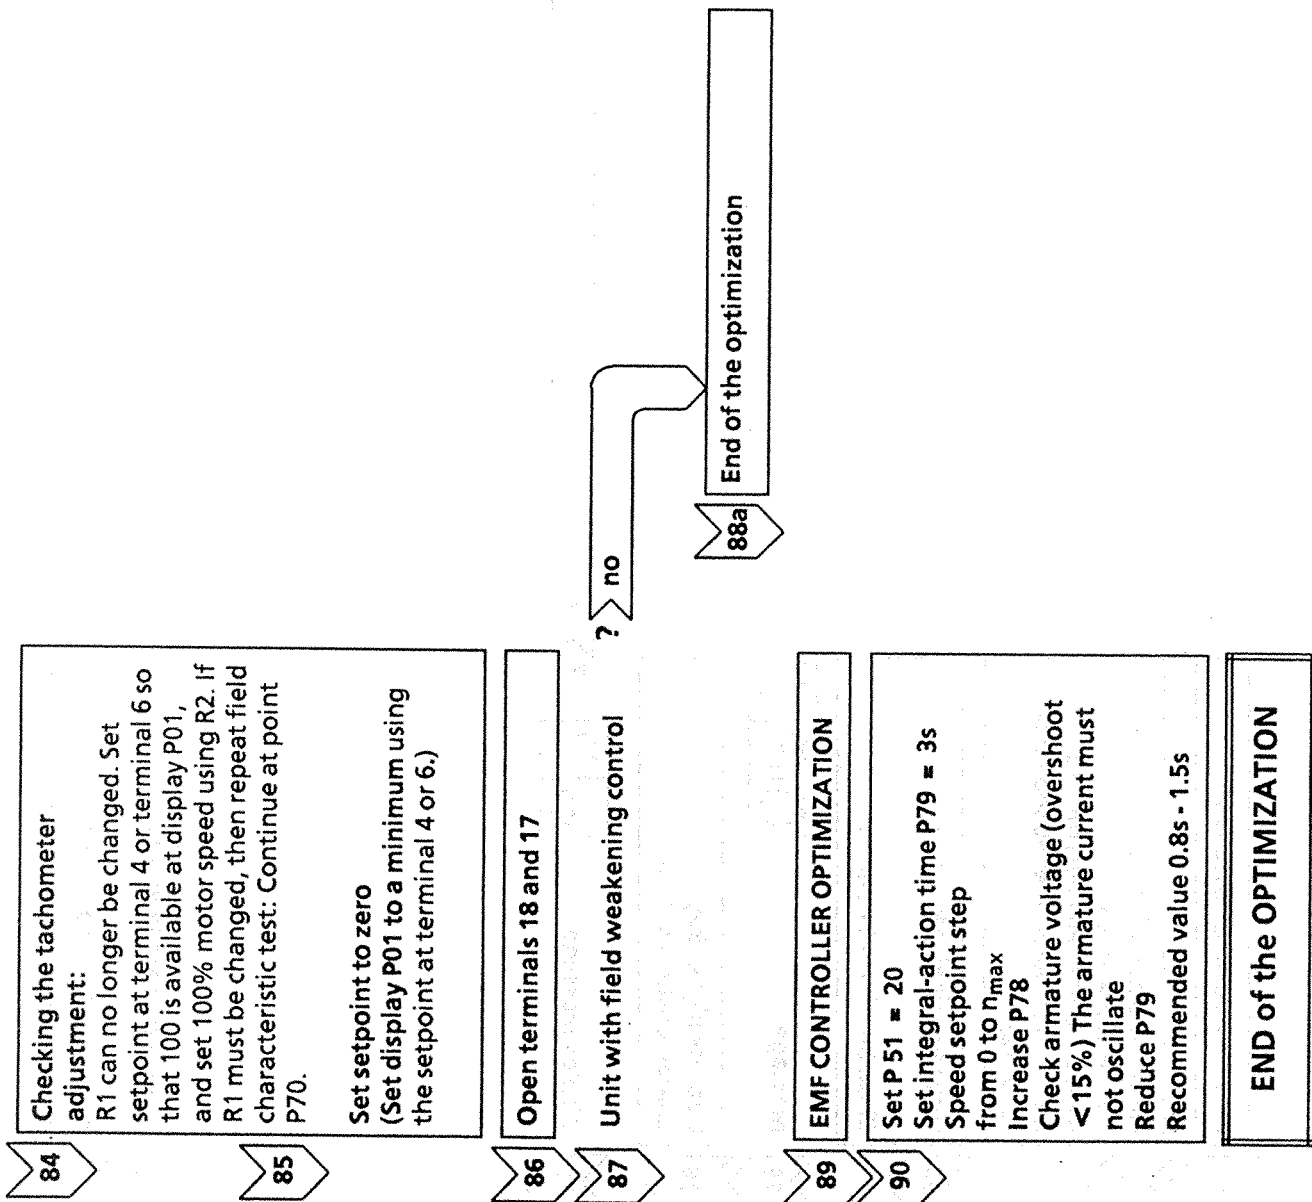 84
Checking the tachometer
adjustment:
R1 can no longer be changed. Set
setpoint at terminal 4 or terminal 6 so
that 100 is available at display P01,
and set 100% motor speed using R2. If
R1 must be changed, then repeat field
characteristic test: Continue at point
P70.
85
Set setpoint to zero
(Set display P01 to a minimum using
the setpoint at terminal 4 or 6.)
86
Open terminals 18 and 17
87
Unit with field weakening control
? no
88a
End of the optimization
89
EMF CONTROLLER OPTIMIZATION
90
Set P 51 = 20
Set integral-action time P79 = 3s
Speed setpoint step
from 0 to nmax
Increase P78
Check armature voltage (overshoot
<15%) The armature current must
not oscillate
Reduce P79
Recommended value 0.8s - 1.5s
END of the OPTIMIZATION